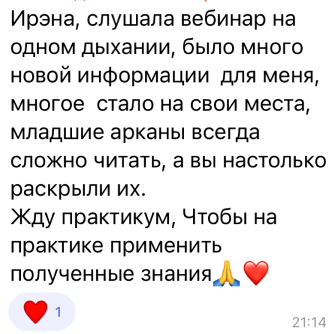 Ирэна, слушала вебинар на
одном дыхании, было много
новой информации  для меня,
многое  стало на свои места,
младшие арканы всегда
сложно читать, а вы настолько
раскрыли их.
Жду практикум, Чтобы на
практике применить
полученные знания🙏❤️
❤️ 1
21:14